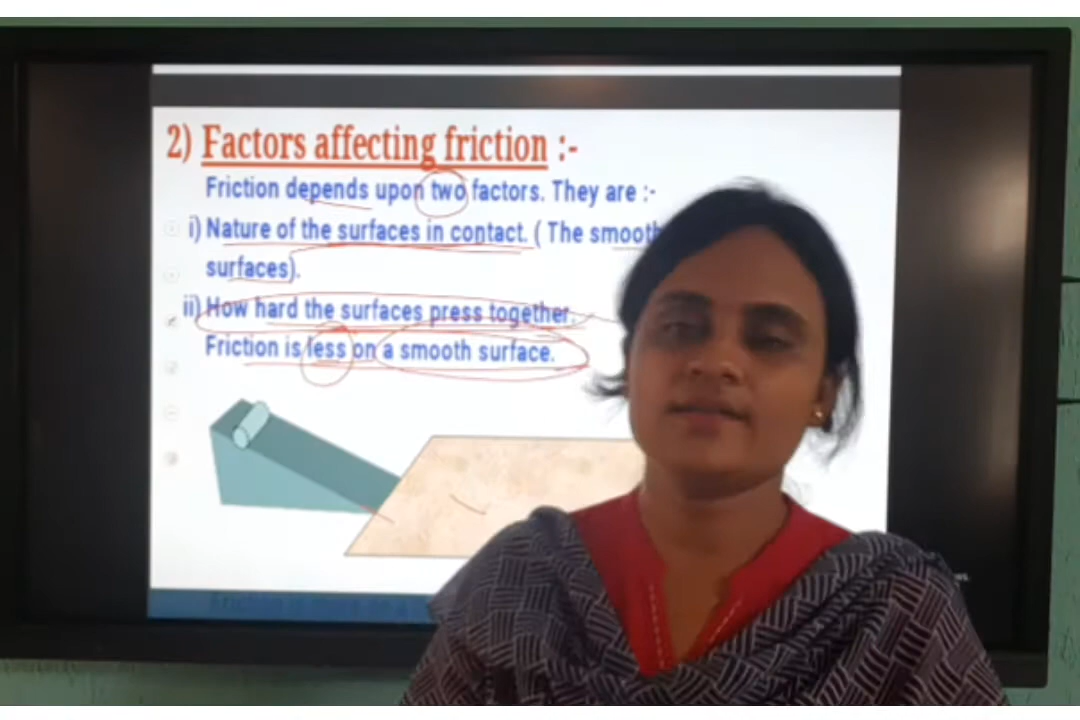 2) Factors affecting friction :-
Friction depends upon two factors. They are :-
i) Nature of the surfaces in contact. ( The smooth
surfaces).
ii) How hard the surfaces press together.
Friction is less on a smooth surface.